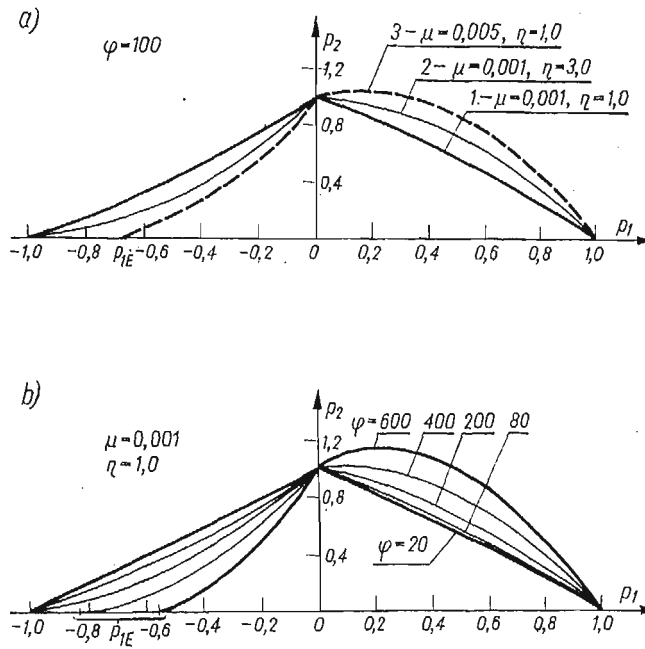 a)
φ=100
p2
3 – μ=0,005, η=1,0
2 – μ=0,001, η=3,0
1.– μ=0,001, η=1,0
1,2
0,8
0,4
p1
-1,0 -0,8 p1E -0,6 -0,4 -0,2 0 0,2 0,4 0,6 0,8 1,0
b)
μ=0,001
η=1,0
p2
φ=600 400 200 80
1,2
0,8
0,4
φ=20
p1
-1,0 -0,8 p1E -0,6 -0,4 -0,2 0 0,2 0,4 0,6 0,8 1,0